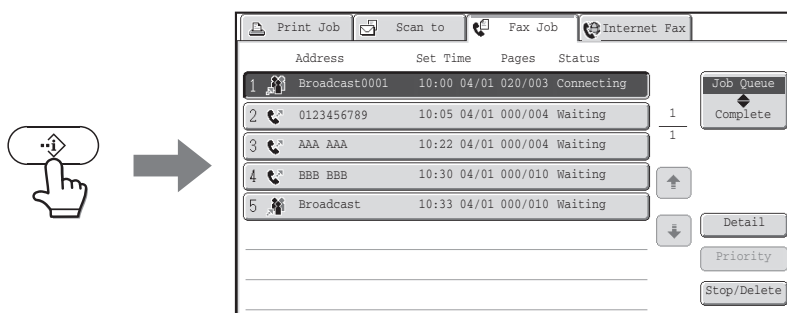 Print Job Scan to Fax Job Internet Fax
Address Set Time Pages Status
1 Broadcast0001 10:00 04/01 020/003 Connecting
2 0123456789 10:05 04/01 000/004 Waiting
3 AAA AAA 10:22 04/01 000/004 Waiting
4 BBB BBB 10:30 04/01 000/010 Waiting
5 Broadcast 10:33 04/01 000/010 Waiting
1
1
Job Queue
Complete
Detail
Priority
Stop/Delete